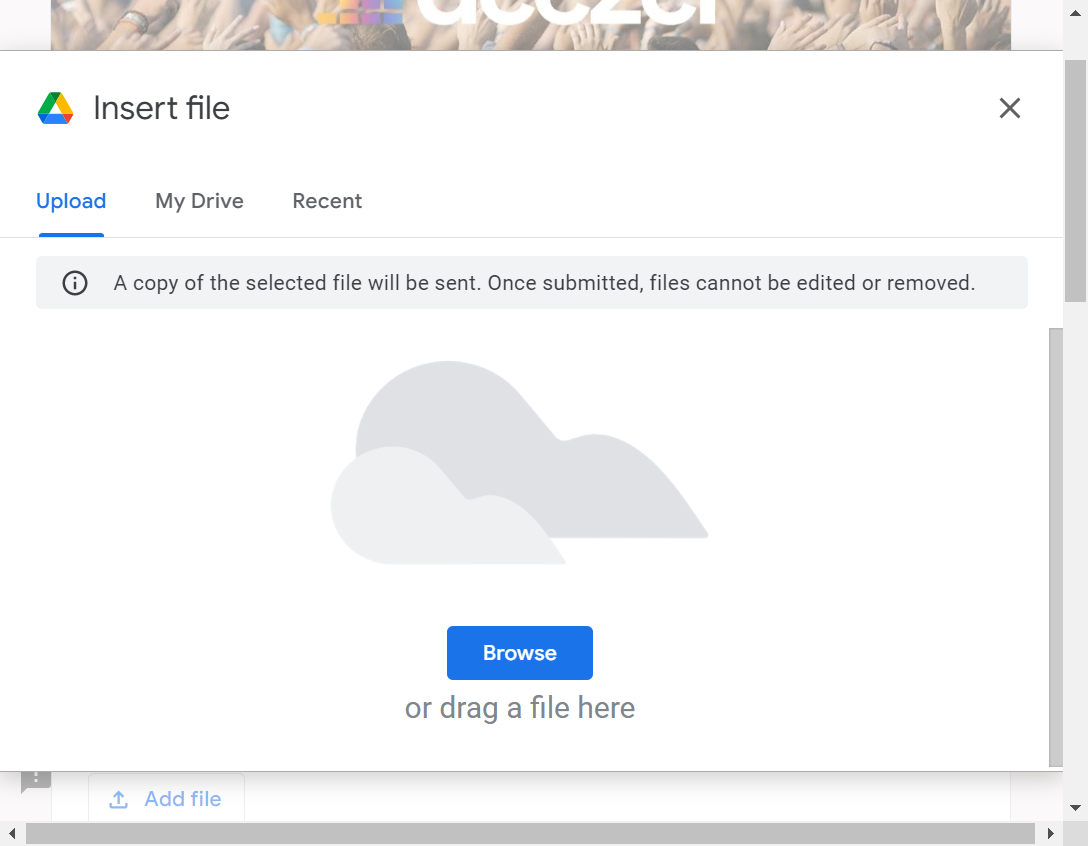 Insert file
Upload
My Drive
Recent
A copy of the selected file will be sent. Once submitted, files cannot be edited or removed.
Browse
or drag a file here
Add file